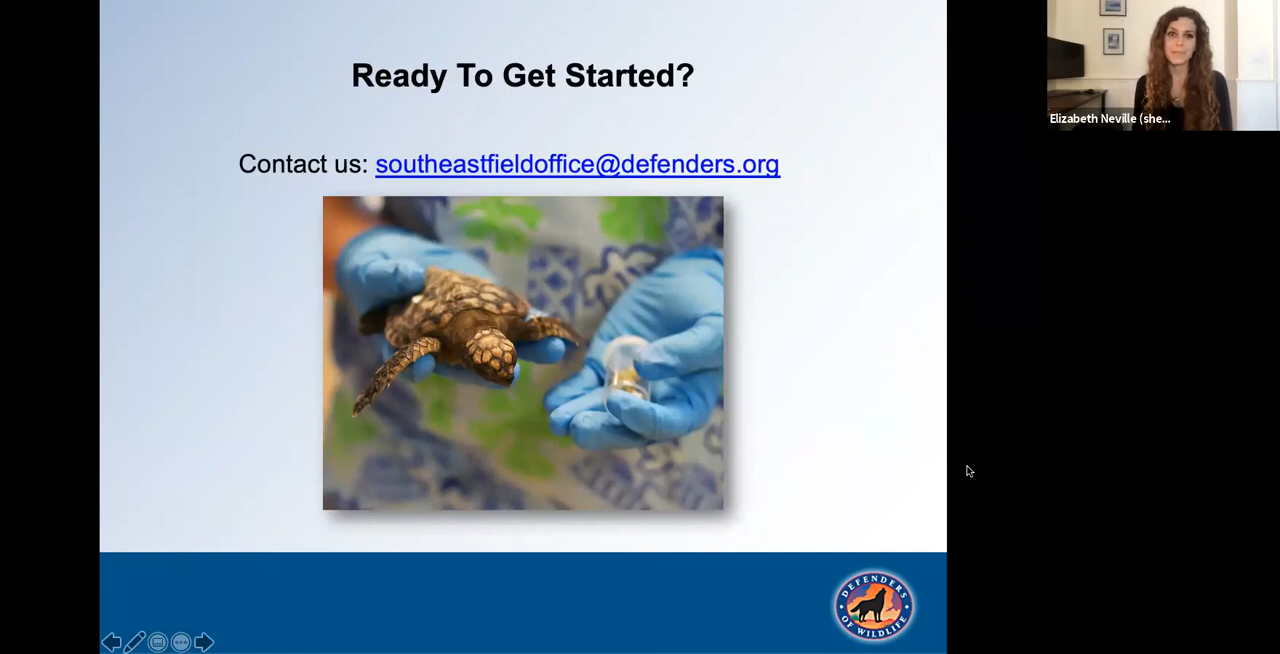 Ready To Get Started?
Contact us: southeastfieldoffice@defenders.org
Elizabeth Neville (she...
DEFENDERS
OF WILDLIFE